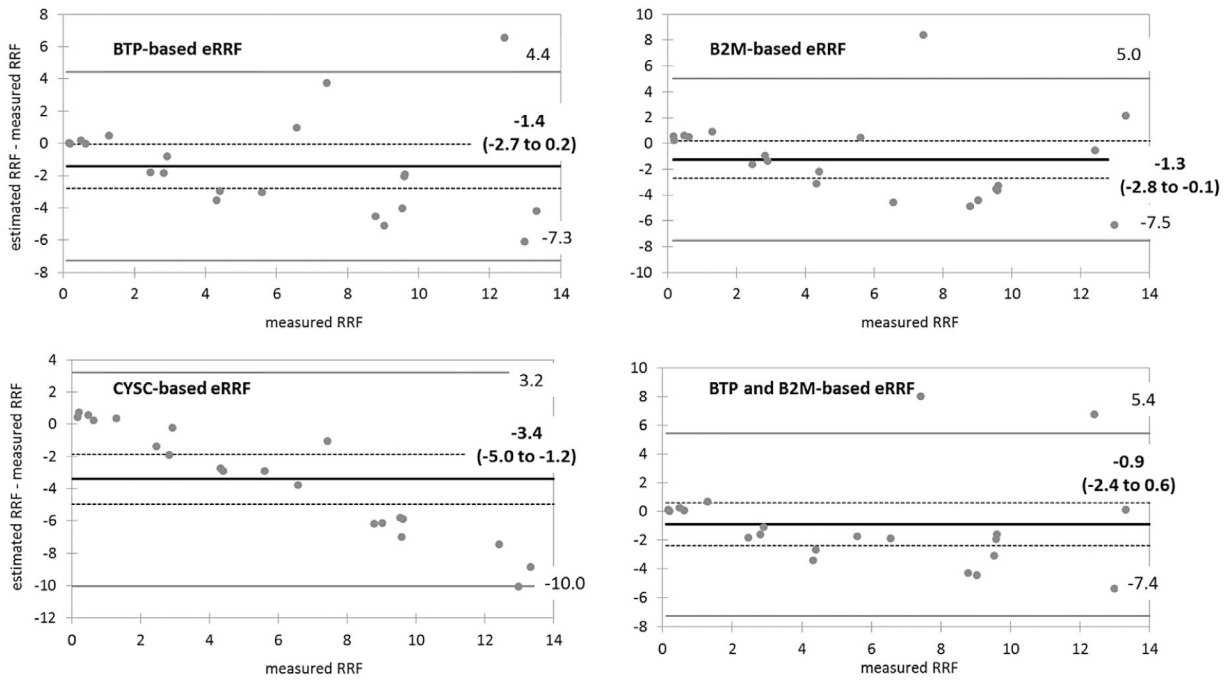 BTP-based eRRF
estimated RRF - measured RRF
8
6
4
2
0
-2
-4
-6
-8
4.4
-1.4
(-2.7 to 0.2)
-7.3
0 2 4 6 8 10 12 14
measured RRF
B2M-based eRRF
10
8
6
4
2
0
-2
-4
-6
-8
-10
5.0
-1.3
(-2.8 to -0.1)
-7.5
0 2 4 6 8 10 12 14
measured RRF
CYSC-based eRRF
estimated RRF - measured RRF
4
2
0
-2
-4
-6
-8
-10
-12
3.2
-3.4
(-5.0 to -1.2)
-10.0
0 2 4 6 8 10 12 14
measured RRF
BTP and B2M-based eRRF
10
8
6
4
2
0
-2
-4
-6
-8
5.4
-0.9
(-2.4 to 0.6)
-7.4
0 2 4 6 8 10 12 14
measured RRF